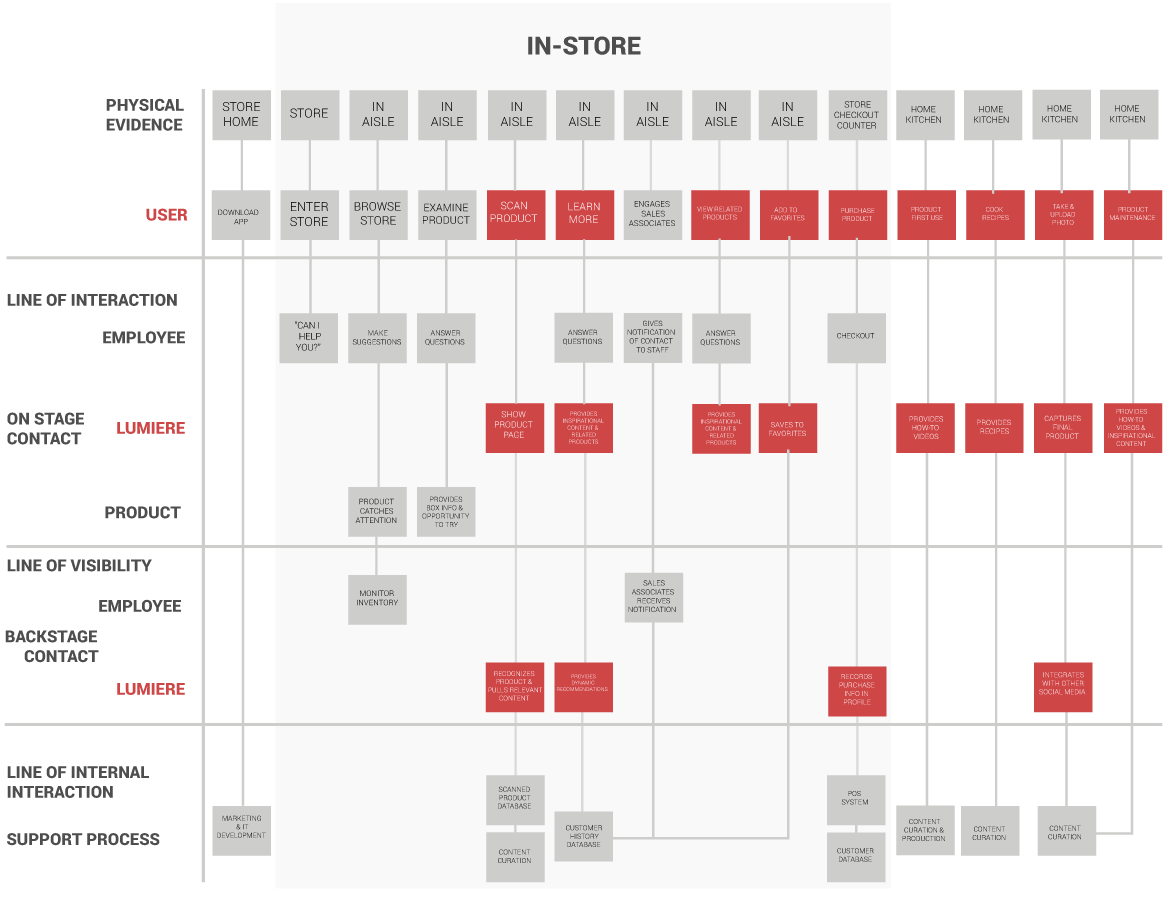 IN-STORE
PHYSICAL
EVIDENCE
STORE
HOME
STORE
IN
AISLE
IN
AISLE
IN
AISLE
IN
AISLE
IN
AISLE
IN
AISLE
IN
AISLE
STORE
CHECKOUT
COUNTER
HOME
KITCHEN
HOME
KITCHEN
HOME
KITCHEN
HOME
KITCHEN
USER
DOWNLOAD
APP
ENTER
STORE
BROWSE
STORE
EXAMINE
PRODUCT
SCAN
PRODUCT
LEARN
MORE
ENGAGES
SALES
ASSOCIATES
VIEW RELATED
PRODUCTS
ADD TO
FAVORITES
PURCHASE
PRODUCT
PRODUCT
FIRST USE
COOK
RECIPES
TAKE &
UPLOAD
PHOTO
PRODUCT
MAINTENANCE
LINE OF INTERACTION
EMPLOYEE
"CAN I
HELP
YOU?"
MAKE
SUGGESTIONS
ANSWER
QUESTIONS
ANSWER
QUESTIONS
GIVES
NOTIFICATION
OF CONTACT
TO STAFF
ANSWER
QUESTIONS
CHECKOUT
ON STAGE
CONTACT
LUMIERE
SHOW
PRODUCT
PAGE
PROVIDES
INSPIRATIONAL
CONTENT &
RELATED
PRODUCTS
PROVIDES
INSPIRATIONAL
CONTENT &
RELATED
PRODUCTS
SAVES TO
FAVORITES
PROVIDES
HOW-TO
VIDEOS
PROVIDES
RECIPES
CAPTURES
FINAL
PRODUCT
PROVIDES
HOW-TO
VIDEOS &
INSPIRATIONAL
CONTENT
PRODUCT
PRODUCT
CATCHES
ATTENTION
PROVIDES
BOX INFO &
OPPORTUNITY
TO TRY
LINE OF VISIBILITY
EMPLOYEE
MONITOR
INVENTORY
SALES
ASSOCIATES
RECEIVES
NOTIFICATION
BACKSTAGE
CONTACT
LUMIERE
RECOGNIZES
PRODUCT &
PULLS RELEVANT
CONTENT
PROVIDES
DYNAMIC
RECOMMENDATIONS
RECORDS
PURCHASE
INFO IN
PROFILE
INTEGRATES
WITH OTHER
SOCIAL MEDIA
LINE OF INTERNAL
INTERACTION
SUPPORT PROCESS
MARKETING
& IT
DEVELOPMENT
SCANNED
PRODUCT
DATABASE
CONTENT
CURATION
CUSTOMER
HISTORY
DATABASE
POS
SYSTEM
CUSTOMER
DATABASE
CONTENT
CURATION &
PRODUCTION
CONTENT
CURATION
CONTENT
CURATION